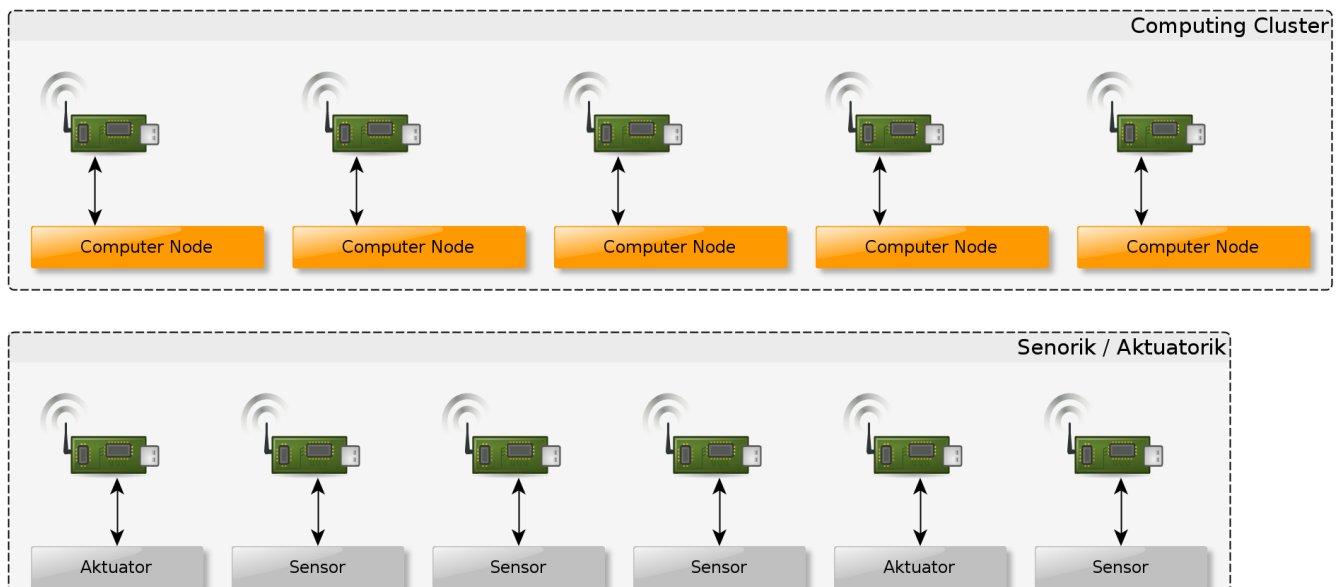 Computing Cluster
Computer Node Computer Node Computer Node Computer Node Computer Node
Senorik / Aktuatorik
Aktuator Sensor Sensor Sensor Aktuator Sensor